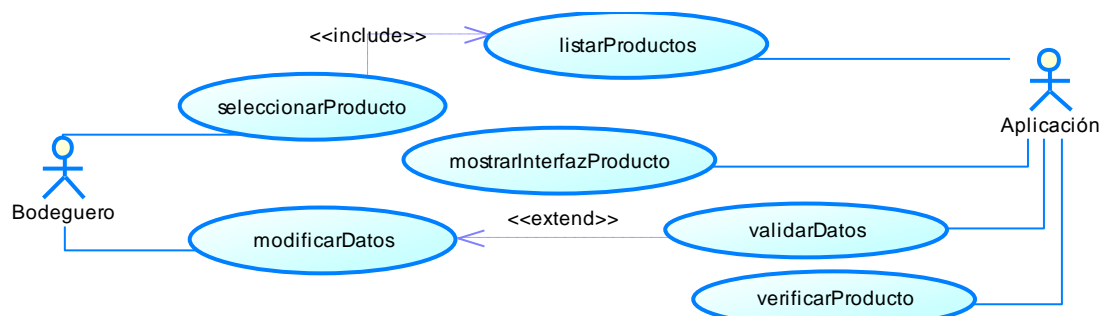 <<include>>
listarProductos
seleccionarProducto
Aplicación
mostrarInterfazProducto
Bodeguero
<<extend>>
modificarDatos
validarDatos
verificarProducto